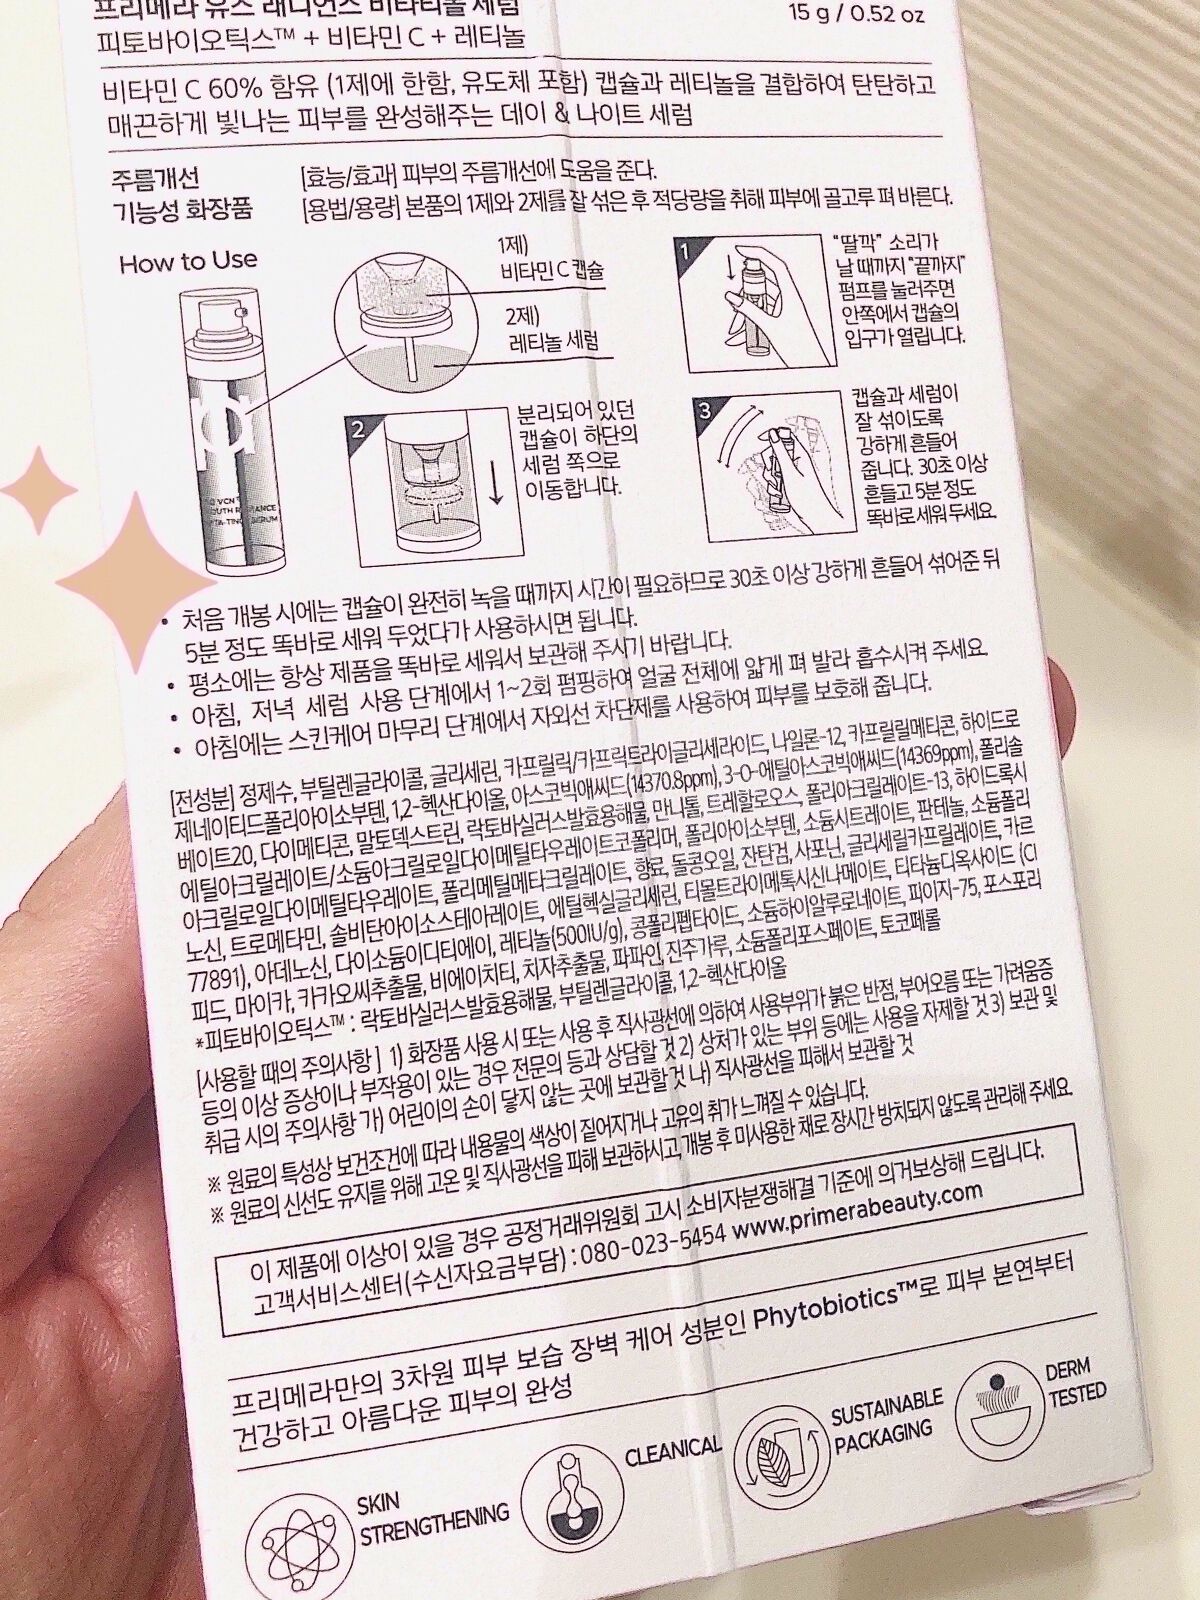 프리메라 유스 래디언스 비타티놀 세럼
15 g / 0.52 oz
피토바이오틱스™ + 비타민 C + 레티놀
비타민 C 60% 함유 (1제에 한함, 유도체 포함) 캡슐과 레티놀을 결합하여 탄탄하고
매끈하게 빛나는 피부를 완성해주는 데이 & 나이트 세럼
주름개선
기능성 화장품
[효능/효과] 피부의 주름개선에 도움을 준다.
[용법/용량] 본품의 1제와 2제를 잘 섞은 후 적당량을 취해 피부에 골고루 펴 바른다.
How to Use
1제)
비타민 C 캡슐
2제)
레티놀 세럼
1
"딸깍" 소리가
날 때까지 "끝까지"
펌프를 눌러주면
안쪽에서 캡슐의
입구가 열립니다.
2
분리되어 있던
캡슐이 하단의
세럼 쪽으로
이동합니다.
3
캡슐과 세럼이
잘 섞이도록
강하게 흔들어
줍니다. 30초 이상
흔들고 5분 정도
똑바로 세워 두세요.
• 처음 개봉 시에는 캡슐이 완전히 녹을 때까지 시간이 필요하므로 30초 이상 강하게 흔들어 섞어준 뒤
5분 정도 똑바로 세워 두었다가 사용하시면 됩니다.
• 평소에는 항상 제품을 똑바로 세워서 보관해 주시기 바랍니다.
• 아침, 저녁 세럼 사용 단계에서 1~2회 펌핑하여 얼굴 전체에 얇게 펴 발라 흡수시켜 주세요.
• 아침에는 스킨케어 마무리 단계에서 자외선 차단제를 사용하여 피부를 보호해 줍니다.
[전성분] 정제수, 부틸렌글라이콜, 글리세린, 카프릴릭/카프릭트라이글리세라이드, 나일론-12, 카프릴릴메티콘, 하이드로
제네이티드폴리아이소부텐, 1,2-헥산다이올, 아스코빅애씨드(14370.8ppm), 3-O-에틸아스코빅애씨드(14369ppm), 폴리솔
베이트20, 다이메티콘, 말토덱스트린, 락토바실러스발효용해물, 만니톨, 트레할로오스, 폴리아크릴레이트-13, 하이드록시
에틸아크릴레이트/소듐아크릴로일다이메틸타우레이트코폴리머, 폴리아이소부텐, 소듐시트레이트, 판테놀, 소듐폴리
아크릴로일다이메틸타우레이트, 폴리메틸메타크릴레이트, 향료, 돌콩오일, 잔탄검, 사포닌, 글리세릴카프릴레이트, 카르
노신, 트로메타민, 솔비탄아이소스테아레이트, 에틸헥실글리세린, 티몰트라이메톡시신나메이트, 티타늄디옥사이드 (CI
77891), 아데노신, 다이소듐이디티에이, 레티놀(500IU/g), 콩폴리펩타이드, 소듐하이알루로네이트, 피이지-75, 포스포리
피드, 마이카, 카카오씨추출물, 비에이치티, 치자추출물, 파파인, 진주가루, 소듐폴리포스페이트, 토코페롤
*피토바이오틱스™ : 락토바실러스발효용해물, 부틸렌글라이콜, 1,2-헥산다이올
[사용할 때의 주의사항] 1) 화장품 사용 시 또는 사용 후 직사광선에 의하여 사용부위가 붉은 반점, 부어오름 또는 가려움증
등의 이상 증상이나 부작용이 있는 경우 전문의 등과 상담할 것 2) 상처가 있는 부위 등에는 사용을 자제할 것 3) 보관 및
취급 시의 주의사항 가) 어린이의 손이 닿지 않는 곳에 보관할 것 나) 직사광선을 피해서 보관할 것
※ 원료의 특성상 보건조건에 따라 내용물의 색상이 짙어지거나 고유의 취가 느껴질 수 있습니다.
※ 원료의 신선도 유지를 위해 고온 및 직사광선을 피해 보관하시고, 개봉 후 미사용한 채로 장시간 방치되지 않도록 관리해 주세요.
이 제품에 이상이 있을 경우 공정거래위원회 고시 소비자분쟁해결 기준에 의거보상해 드립니다.
고객서비스센터(수신자요금부담) : 080-023-5454 www.primerabeauty.com
프리메라만의 3차원 피부 보습 장벽 케어 성분인 Phytobiotics™로 피부 본연부터
건강하고 아름다운 피부의 완성
SKIN
STRENGTHENING
CLEANICAL
SUSTAINABLE
PACKAGING
DERM
TESTED